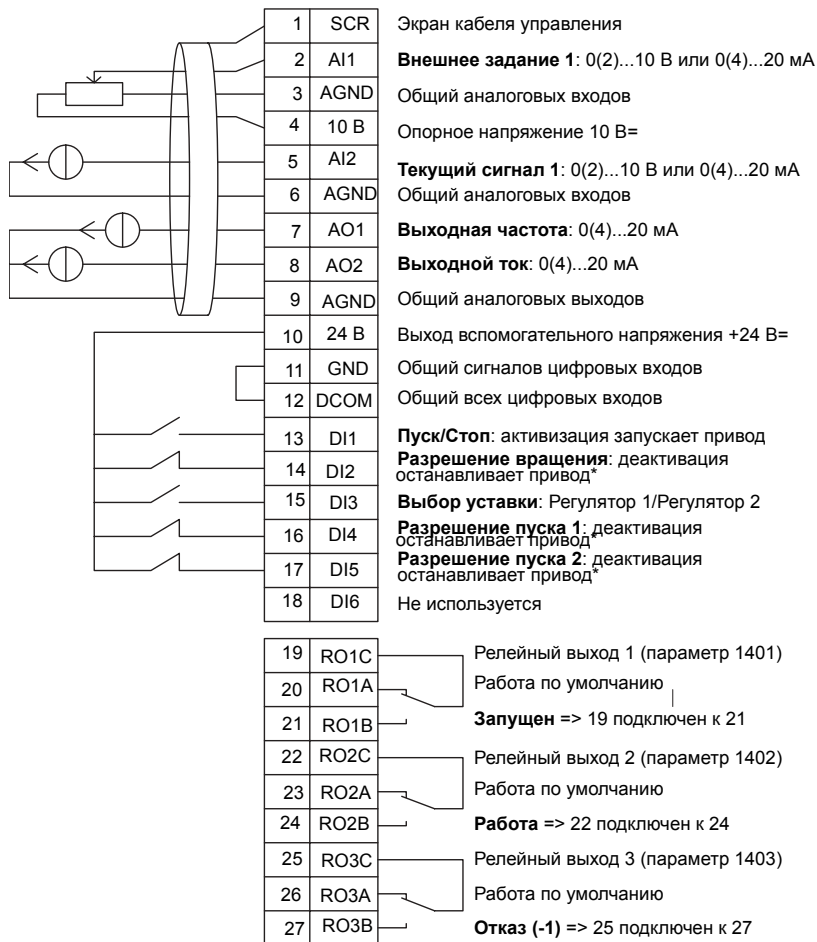 1 SCR Экран кабеля управления
2 AI1 Внешнее задание 1: 0(2)...10 В или 0(4)...20 мА
3 AGND Общий аналоговых входов
4 10 В Опорное напряжение 10 В=
5 AI2 Текущий сигнал 1: 0(2)...10 В или 0(4)...20 мА
6 AGND Общий аналоговых входов
7 AO1 Выходная частота: 0(4)...20 мА
8 AO2 Выходной ток: 0(4)...20 мА
9 AGND Общий аналоговых выходов
10 24 В Выход вспомогательного напряжения +24 В=
11 GND Общий сигналов цифровых входов
12 DCOM Общий всех цифровых входов
13 DI1 Пуск/Стоп: активизация запускает привод
14 DI2 Разрешение вращения: деактивация
останавливает привод*
15 DI3 Выбор уставки: Регулятор 1/Регулятор 2
16 DI4 Разрешение пуска 1: деактивация
останавливает привод*
17 DI5 Разрешение пуска 2: деактивация
останавливает привод*
18 DI6 Не используется
19 RO1C Релейный выход 1 (параметр 1401)
20 RO1A Работа по умолчанию
21 RO1B Запущен => 19 подключен к 21
22 RO2C Релейный выход 2 (параметр 1402)
23 RO2A Работа по умолчанию
24 RO2B Работа => 22 подключен к 24
25 RO3C Релейный выход 3 (параметр 1403)
26 RO3A Работа по умолчанию
27 RO3B Отказ (-1) => 25 подключен к 27